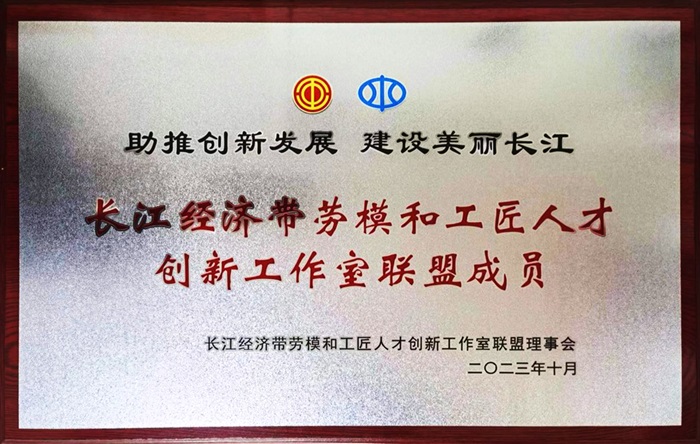 助推创新发展 建设美丽长江
长江经济带劳模和工匠人才
创新工作室联盟成员
长江经济带劳模和工匠人才创新工作室联盟理事会
二〇二三年十月